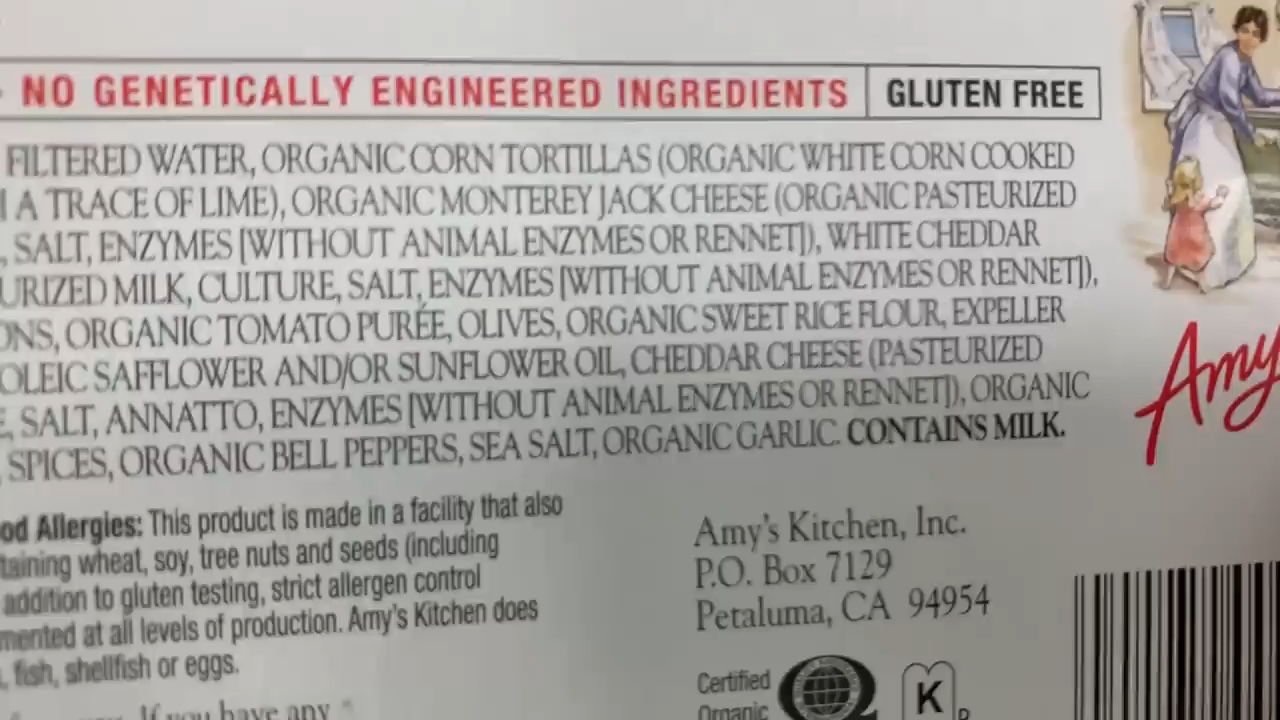 NO GENETICALLY ENGINEERED INGREDIENTS GLUTEN FREE
FILTERED WATER, ORGANIC CORN TORTILLAS (ORGANIC WHITE CORN COOKED
A TRACE OF LIME), ORGANIC MONTEREY JACK CHEESE (ORGANIC PASTEURIZED
, SALT, ENZYMES [WITHOUT ANIMAL ENZYMES OR RENNET]), WHITE CHEDDAR
URIZED MILK, CULTURE, SALT, ENZYMES [WITHOUT ANIMAL ENZYMES OR RENNET]),
ONS, ORGANIC TOMATO PURÉE, OLIVES, ORGANIC SWEET RICE FLOUR, EXPELLER
OLEIC SAFFLOWER AND/OR SUNFLOWER OIL, CHEDDAR CHEESE (PASTEURIZED
, SALT, ANNATTO, ENZYMES [WITHOUT ANIMAL ENZYMES OR RENNET]), ORGANIC
, SPICES, ORGANIC BELL PEPPERS, SEA SALT, ORGANIC GARLIC. CONTAINS MILK.
Amy
od Allergies: This product is made in a facility that also
taining wheat, soy, tree nuts and seeds (including
addition to gluten testing, strict allergen control
mented at all levels of production. Amy's Kitchen does
, fish, shellfish or eggs.
If you have any
Amy's Kitchen, Inc.
P.O. Box 7129
Petaluma, CA 94954
Certified
Organic
K
D